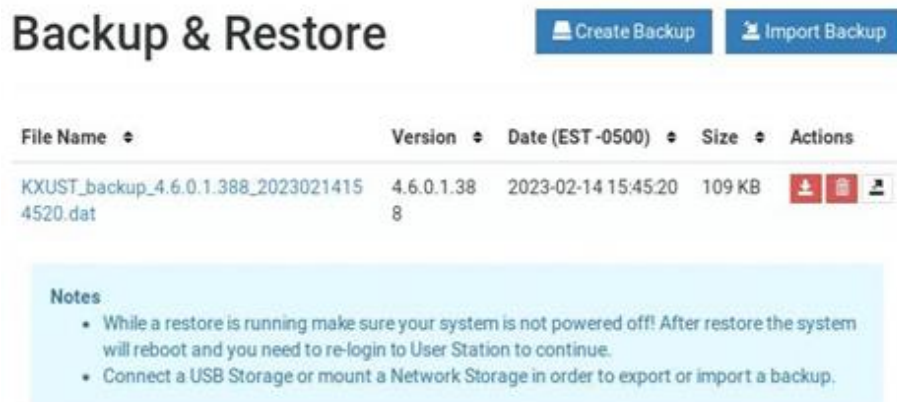 Backup & Restore
Create Backup
Import Backup
File Name Version Date (EST -0500) Size Actions
KXUST_backup_4.6.0.1.388_2023021415 4.6.0.1.38 2023-02-14 15:45:20 109 KB
4520.dat 8
Notes
• While a restore is running make sure your system is not powered off! After restore the system
will reboot and you need to re-login to User Station to continue.
• Connect a USB Storage or mount a Network Storage in order to export or import a backup.